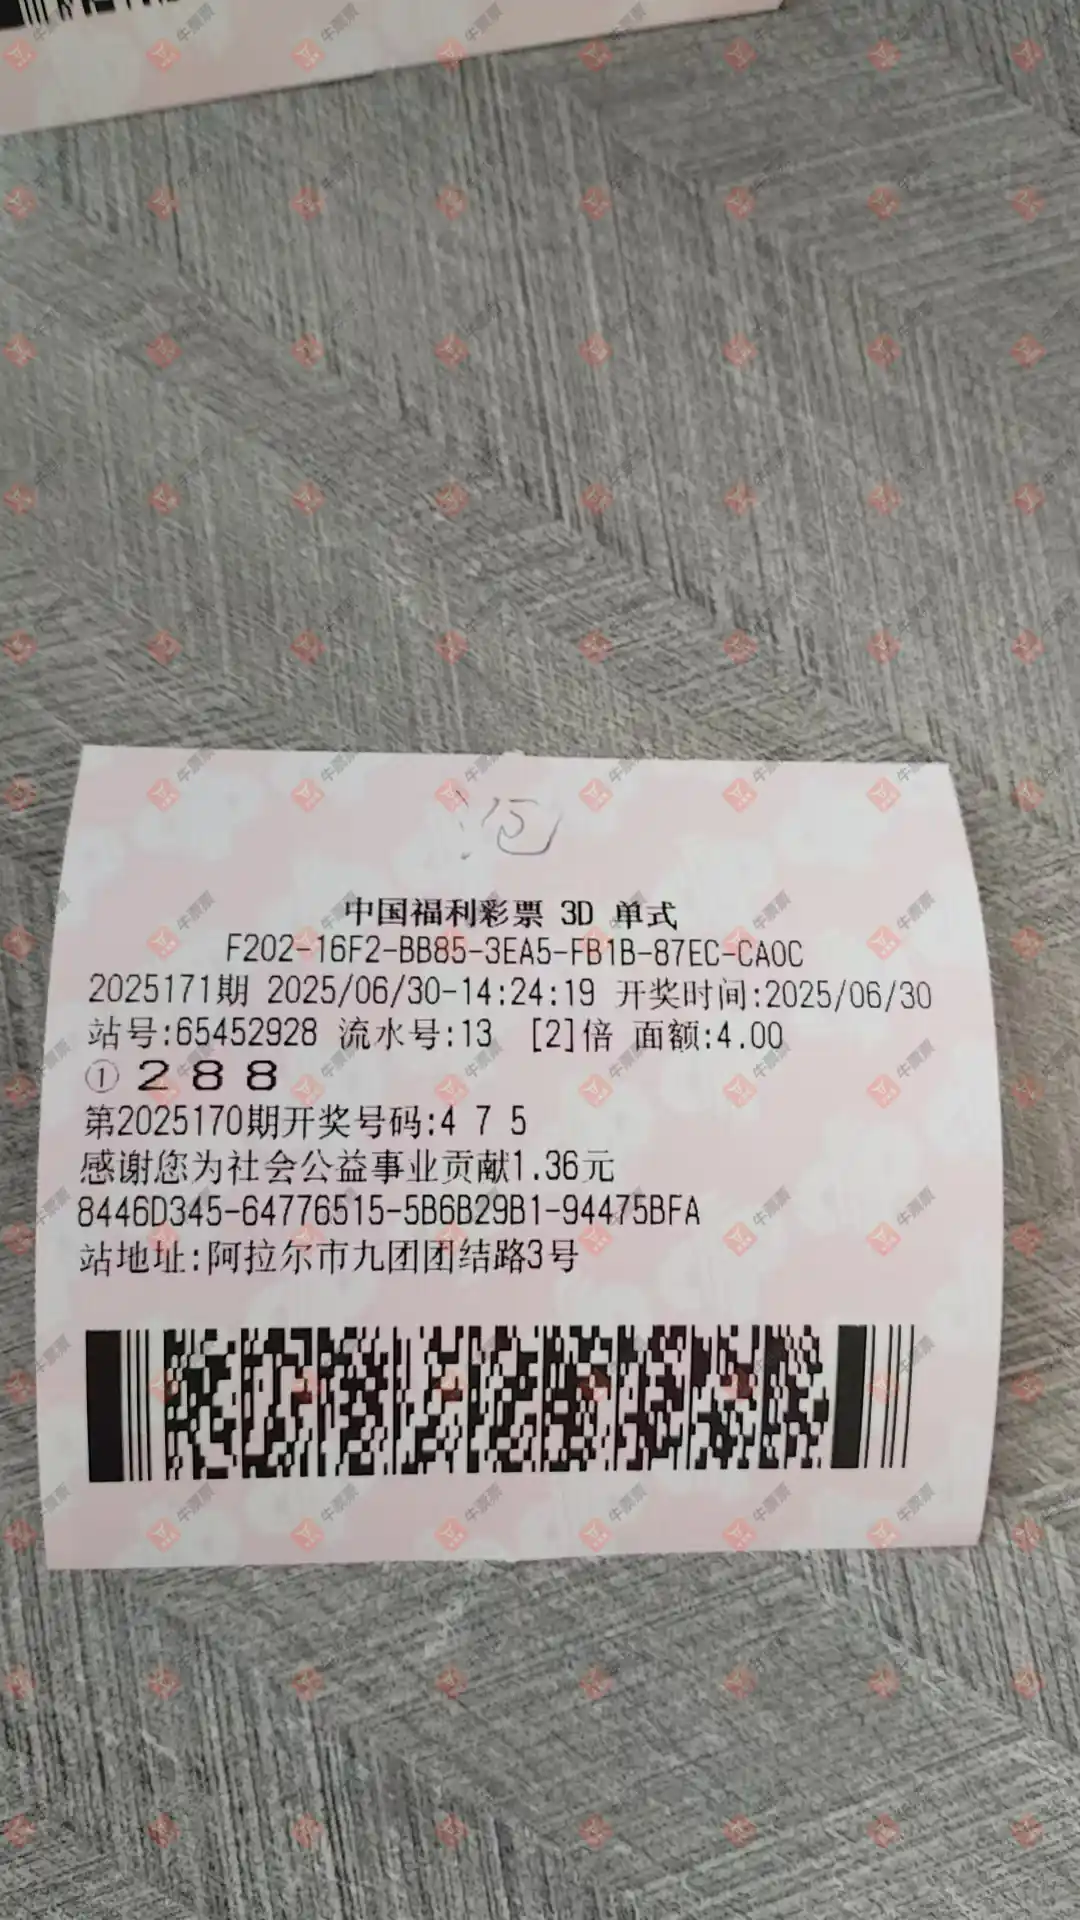 中国福利彩票 3D 单式
F202-16F2-BB85-3EA5-FB1B-87EC-CA0C
2025171期 2025/06/30-14:24:19 开奖时间:2025/06/30
站号:65452928 流水号:13 [2]倍 面额:4.00
① 2 8 8
第2025170期开奖号码:4 7 5
感谢您为社会公益事业贡献1.36元
8446D345-64776515-5B6B29B1-94475BFA
站地址:阿拉尔市九团团结路3号
牛票票